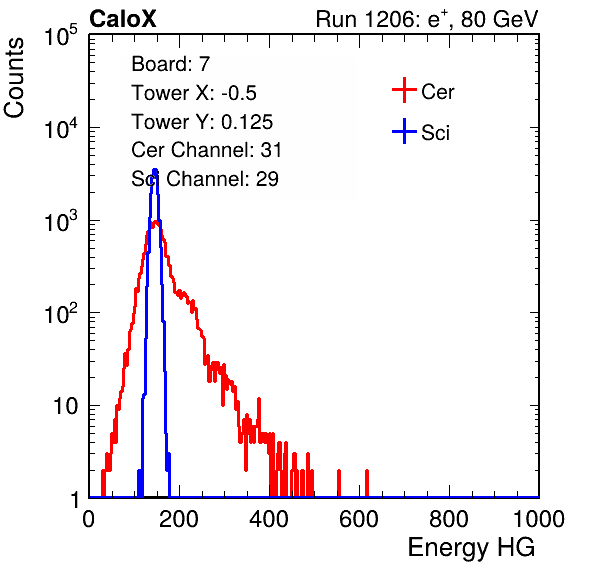 CaloX Run 1206: e⁺, 80 GeV
Counts
Board: 7
Tower X: -0.5
Tower Y: 0.125
Cer Channel: 31
Sci Channel: 29
Cer
Sci
10⁵
10⁴
10³
10²
10
1
0 200 400 600 800 1000
Energy HG